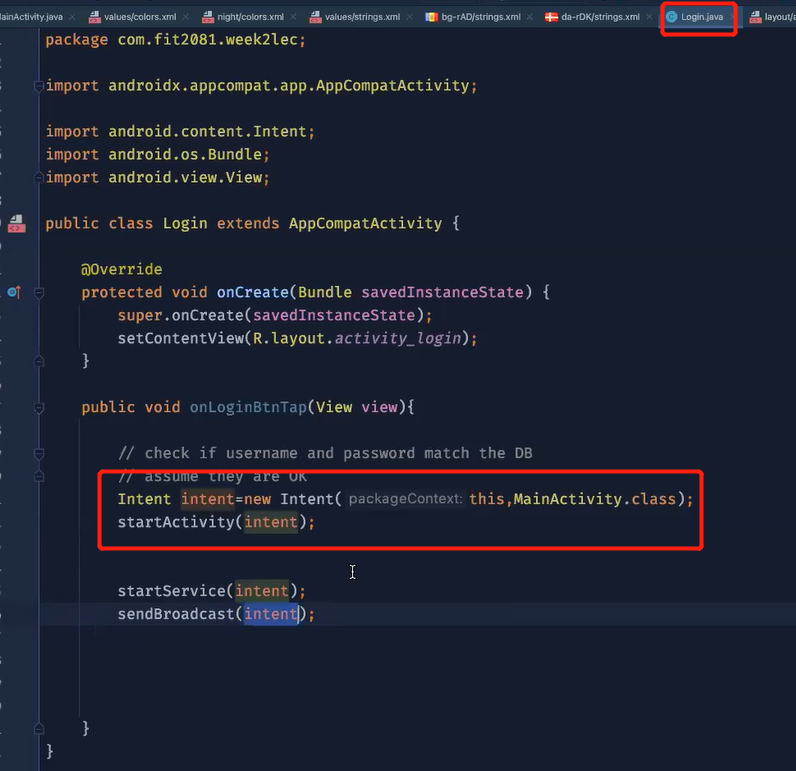 ainActivity.java values/colors.xml night/colors.xml values/strings.xml bg-rAD/strings.xml da-rDK/strings.xml Login.java layout/a
package com.fit2081.week2lec;
import androidx.appcompat.app.AppCompatActivity;
import android.content.Intent;
import android.os.Bundle;
import android.view.View;
public class Login extends AppCompatActivity {
@Override
protected void onCreate(Bundle savedInstanceState) {
super.onCreate(savedInstanceState);
setContentView(R.layout.activity_login);
}
public void onLoginBtnTap(View view){
// check if username and password match the DB
// assume they are OK
Intent intent=new Intent( packageContext: this,MainActivity.class);
startActivity(intent);
startService(intent);
sendBroadcast(intent);
}
}